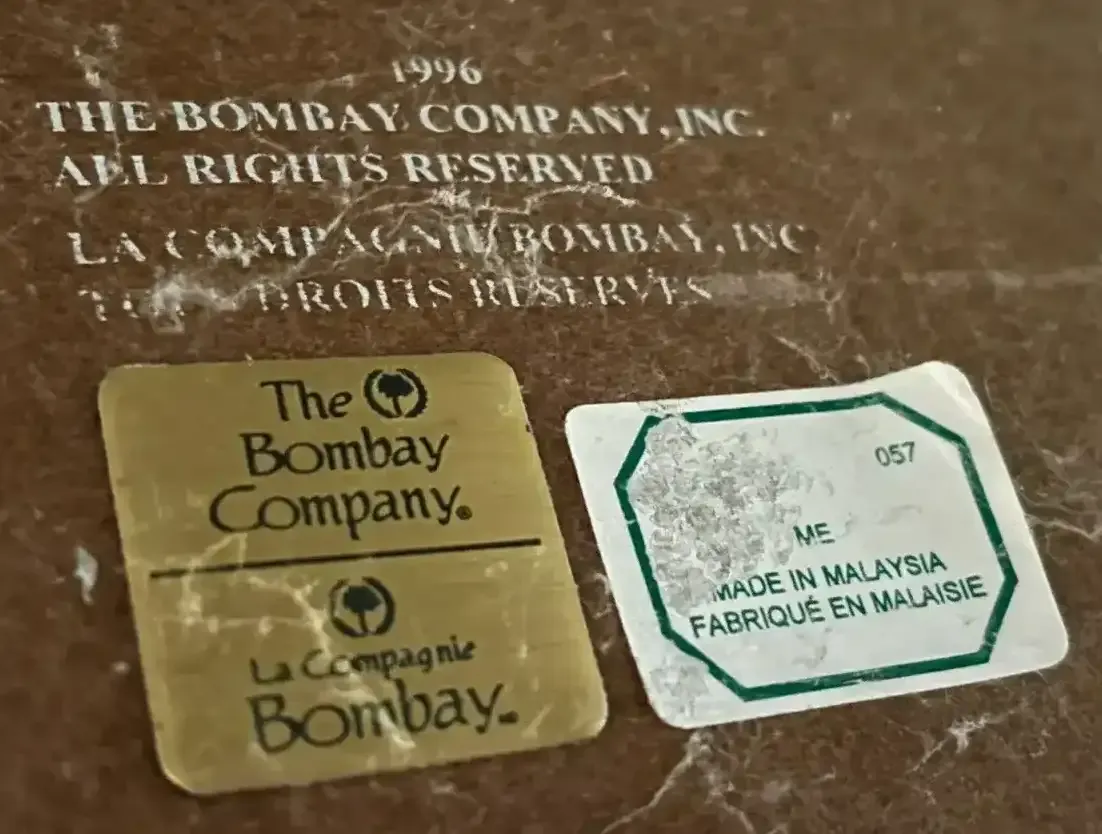 1996
THE BOMBAY COMPANY, INC.
ALL RIGHTS RESERVED
LA COMPAGNIE BOMBAY, INC
DROITS RESERVES
The
Bombay
Company®
La Compagnie
Bombay
057
ME
MADE IN MALAYSIA
FABRIQUÉ EN MALAISIE